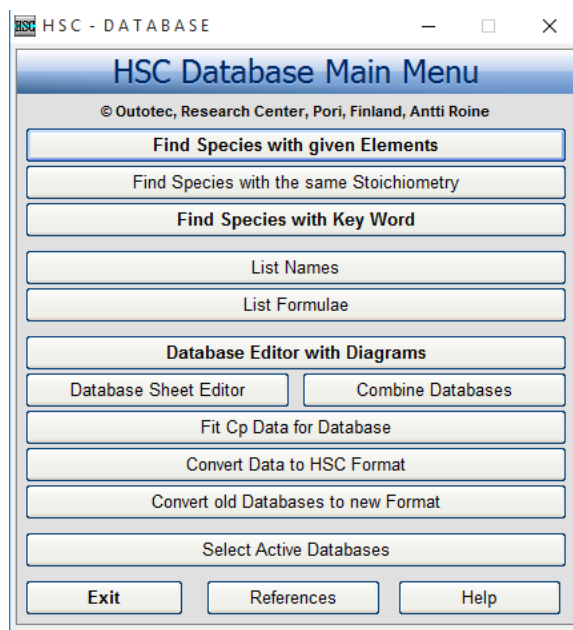 HSC HSC - DATABASE
HSC Database Main Menu
© Outotec, Research Center, Pori, Finland, Antti Roine
Find Species with given Elements
Find Species with the same Stoichiometry
Find Species with Key Word
List Names
List Formulae
Database Editor with Diagrams
Database Sheet Editor Combine Databases
Fit Cp Data for Database
Convert Data to HSC Format
Convert old Databases to new Format
Select Active Databases
Exit References Help